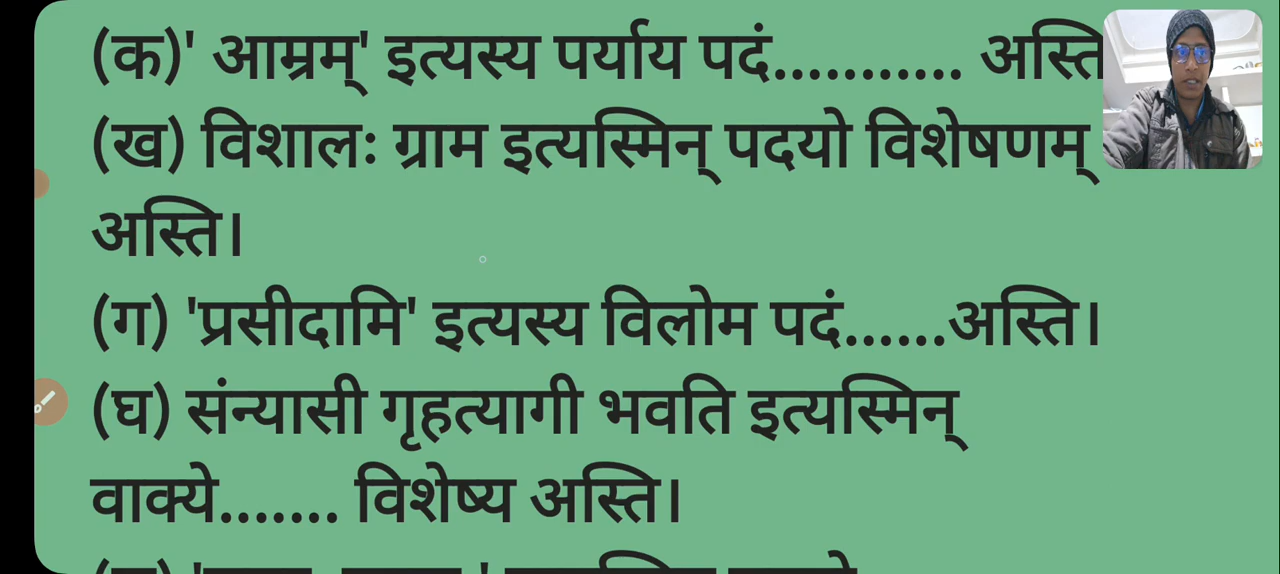 (क)' आम्रम्' इत्यस्य पर्याय पदं........... अस्ति
(ख) विशालः ग्राम इत्यस्मिन् पदयो विशेषणम्
अस्ति।
(ग) 'प्रसीदामि' इत्यस्य विलोम पदं......अस्ति।
(घ) संन्यासी गृहत्यागी भवति इत्यस्मिन्
वाक्ये....... विशेष्य अस्ति।